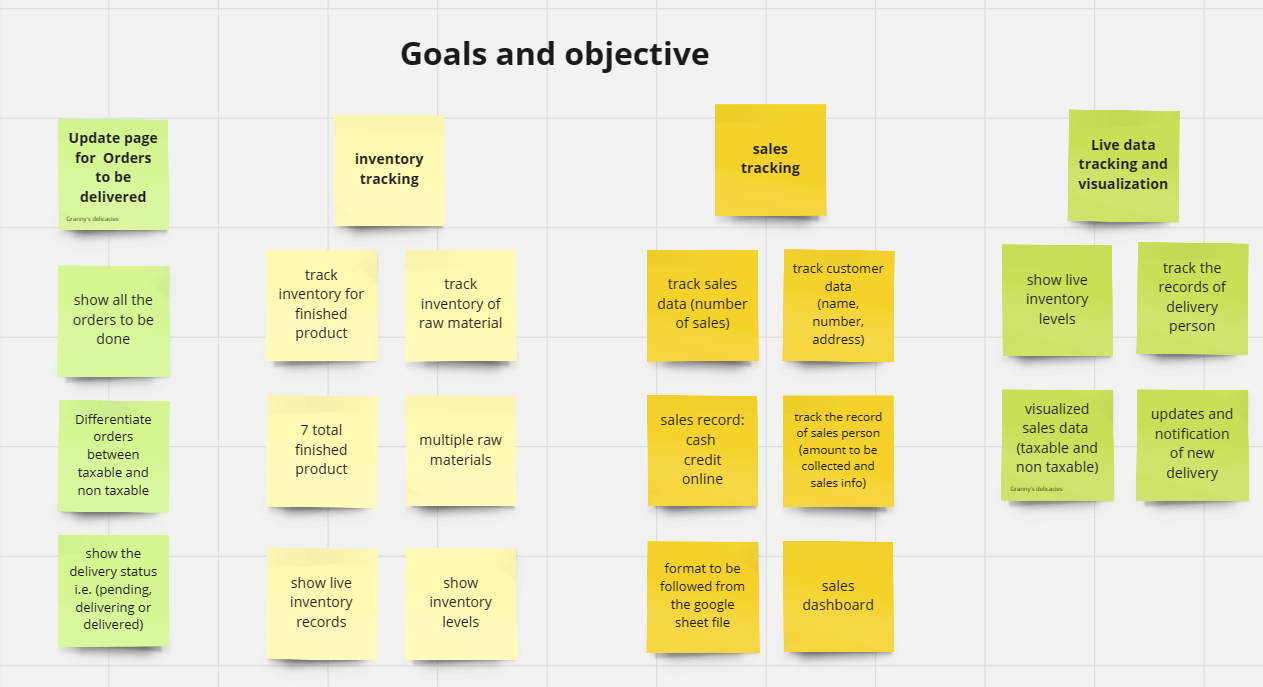 Goals and objective
Update page
for Orders
to be
delivered
Granny's delicacies
show all the
orders to be
done
Differentiate
orders
between
taxable and
non taxable
show the
delivery status
i.e. (pending,
delivering or
delivered)
inventory
tracking
track
inventory for
finished
product
track
inventory of
raw material
7 total
finished
product
multiple raw
materials
show live
inventory
records
show
inventory
levels
sales
tracking
track sales
data (number
of sales)
track customer
data
(name,
number,
address)
sales record:
cash
credit
online
track the record
of sales person
(amount to be
collected and
sales info)
format to be
followed from
the google
sheet file
sales
dashboard
Live data
tracking and
visualization
show live
inventory
levels
track the
records of
delivery
person
visualized
sales data
(taxable and
non taxable)
Granny's delicacies
updates and
notification
of new
delivery